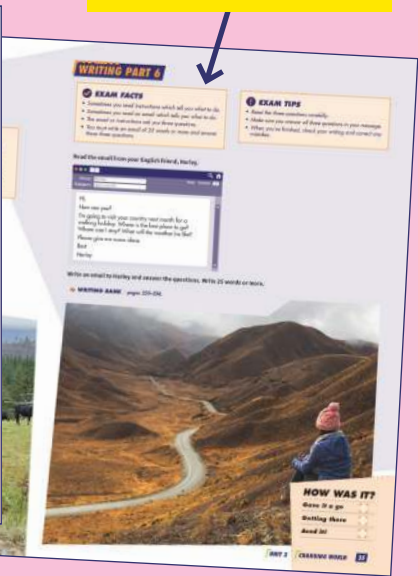 WRITING PART 6
EXAM FACTS
• Sometimes you read instructions which tell you what to do.
• Sometimes you read an email which tells you what to do.
• The email or instructions ask you three questions.
• You must write an email of 25 words or more and answer
these three questions.
EXAM TIPS
• Read the three questions carefully.
• Make sure you answer all three questions in your message.
• When you've finished, check your writing and correct any
mistakes.
Read the email from your English friend, Harley.
Hi,
How are you?
I'm going to visit your country next month for a
walking holiday. Where is the best place to go?
Where can I stay? What will the weather be like?
Please give me some ideas.
Best
Harley
Write an email to Harley and answer the questions. Write 25 words or more.
WRITING BANK
HOW WAS IT?
Gave it a go
Getting there
Aced it!
UNIT 3
CHANGING WORLD